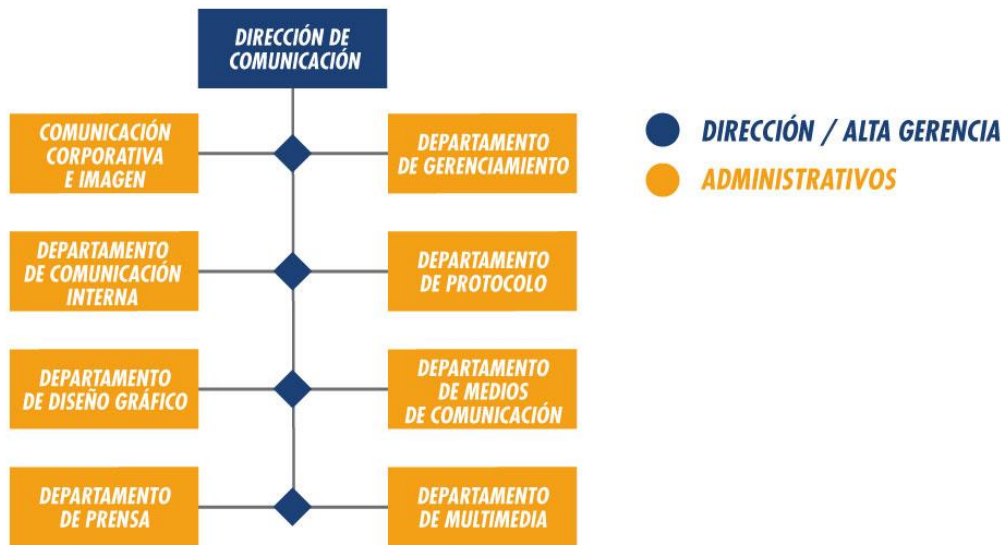 DIRECCIÓN DE
COMUNICACIÓN
COMUNICACIÓN
CORPORATIVA
E IMAGEN
DEPARTAMENTO
DE GERENCIAMIENTO
DIRECCIÓN / ALTA GERENCIA
ADMINISTRATIVOS
DEPARTAMENTO
DE COMUNICACIÓN
INTERNA
DEPARTAMENTO
DE PROTOCOLO
DEPARTAMENTO
DE DISEÑO GRÁFICO
DEPARTAMENTO
DE MEDIOS
DE COMUNICACIÓN
DEPARTAMENTO
DE PRENSA
DEPARTAMENTO
DE MULTIMEDIA